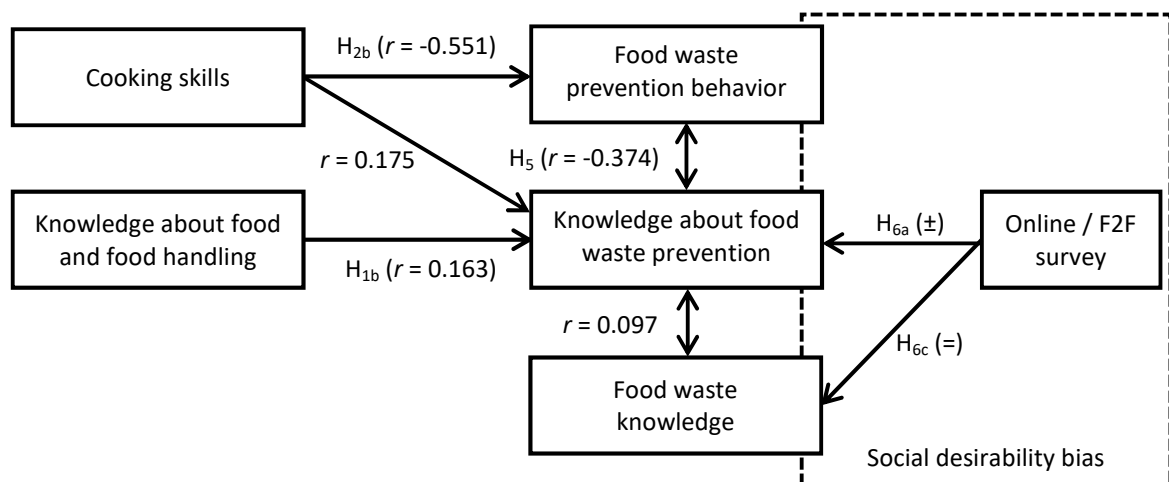 H2b (r = -0.551)
Cooking skills
Food waste
prevention behavior
r = 0.175
H5 (r = -0.374)
Knowledge about food
and food handling
H1b (r = 0.163)
Knowledge about food
waste prevention
H6a (±)
Online / F2F
survey
r = 0.097
H6c (=)
Food waste
knowledge
Social desirability bias